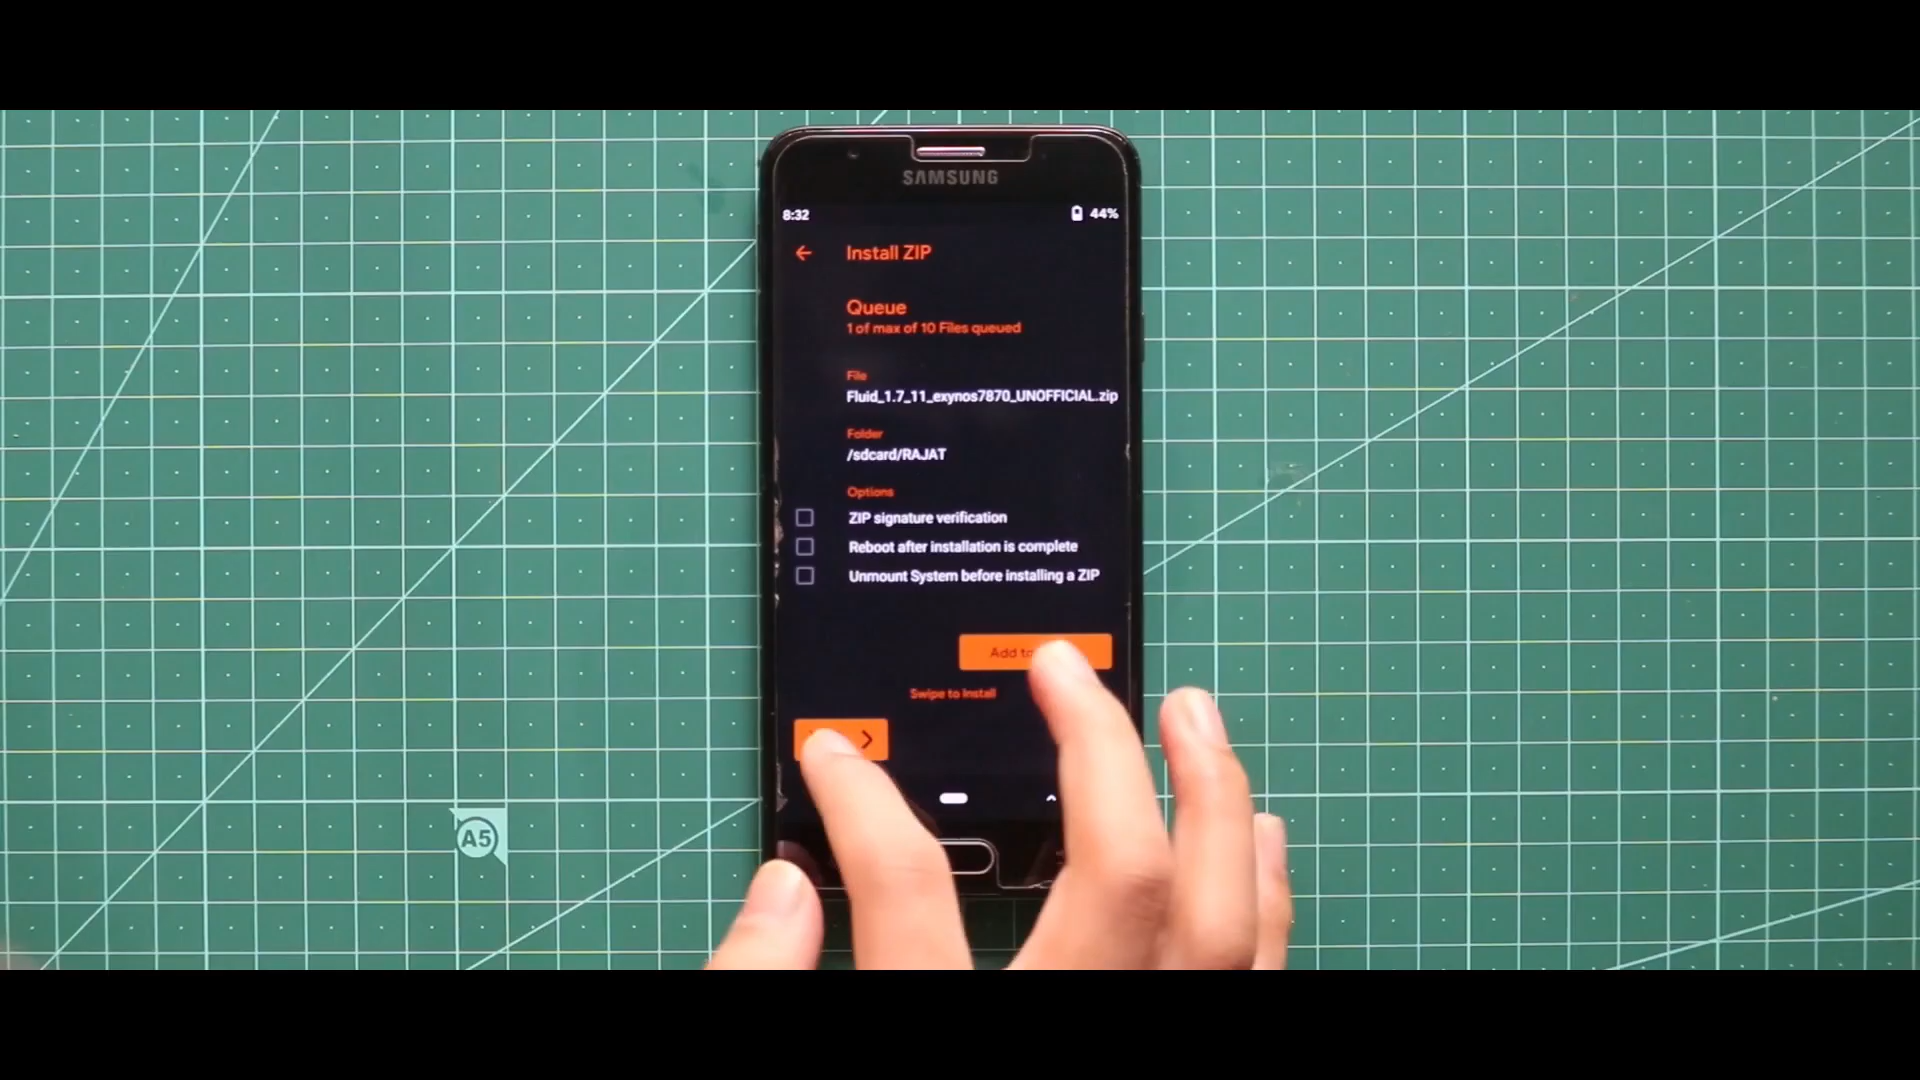 SAMSUNG
8:32
44%
Install ZIP
Queue
1 of max of 10 Files queued
File
Fluid_1.7_11_exynos7870_UNOFFICIAL.zip
Folder
/sdcard/RAJAT
Options
ZIP signature verification
Reboot after installation is complete
Unmount System before installing a ZIP
Add to
Swipe to Install
A5